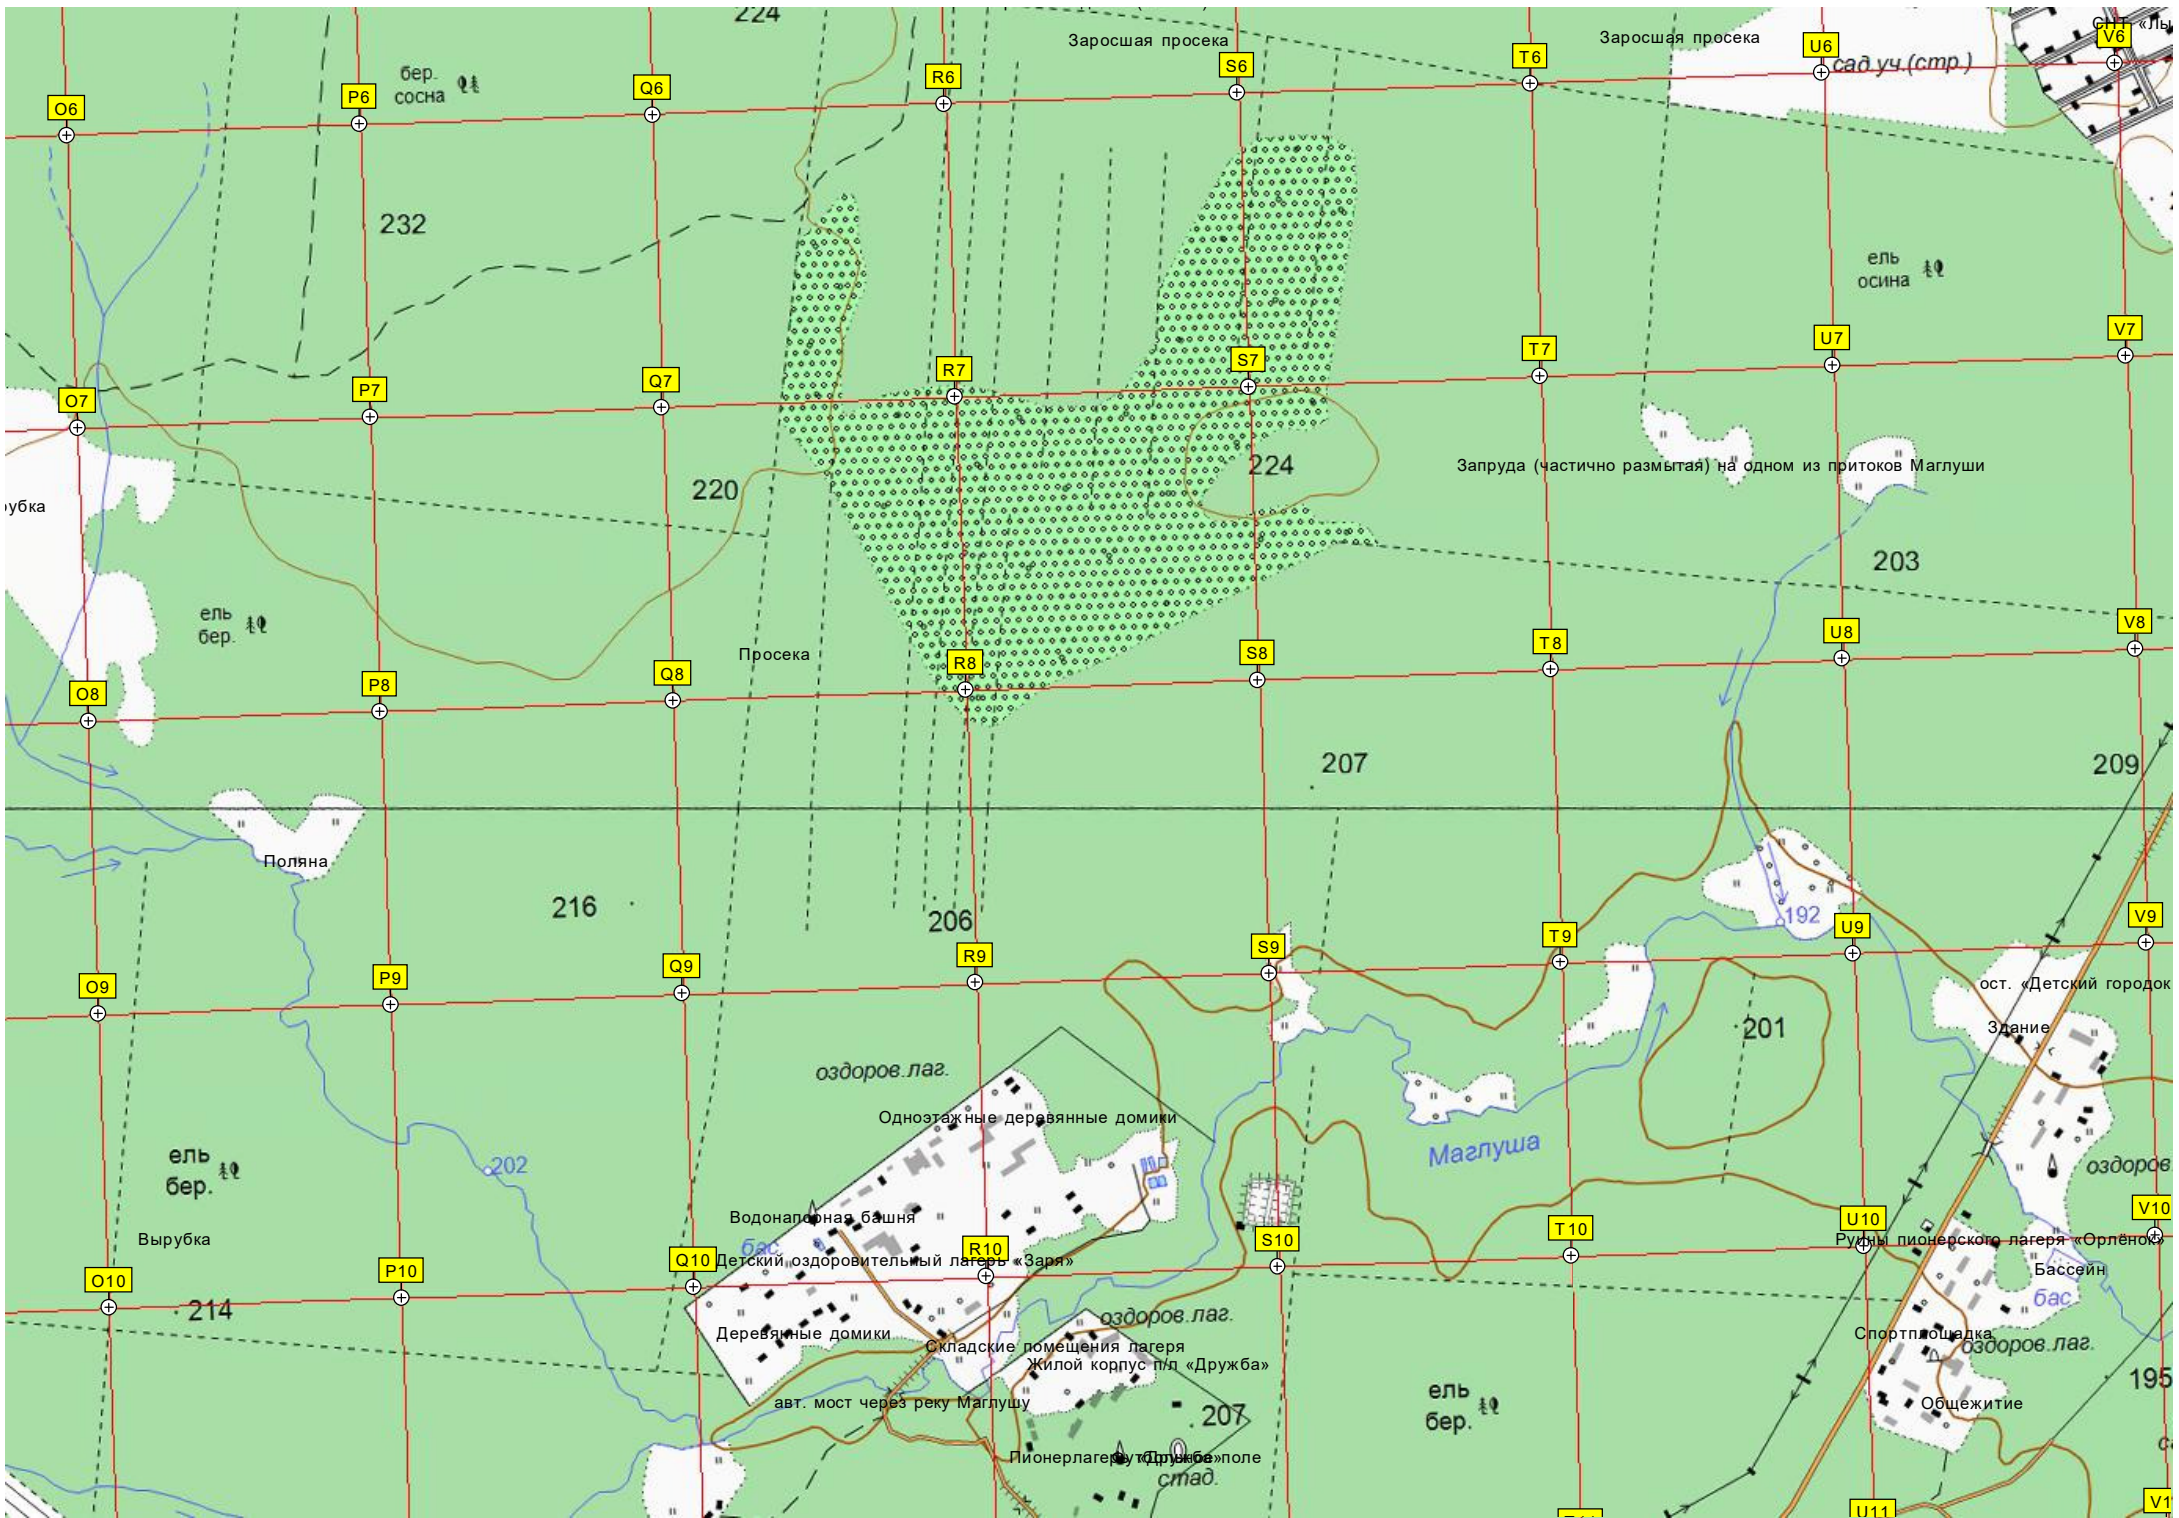 224
Заросшая просека
Заросшая просека
V6
T6
U6
сад.уч.(стр.)
S6
R6
бер.
сосна
Q6
P6
O6
232
ель
осина
V7
U7
T7
S7
R7
Q7
P7
O7
224
Запруда (частично размытая) на одном из притоков Маглуши
220
203
ель
бер.
Просека
V8
U8
T8
S8
R8
Q8
P8
O8
207
209
Поляна
216
206
192
V9
U9
T9
S9
R9
Q9
P9
O9
ост. «Детский городок
Здание
201
оздоров.лаг.
Одноэтажные деревянные домики
Маглуша
ель
бер.
202
оздоров.
Водонапорная башня
бас
Вырубка
V10
U10
T10
S10
R10
Q10
P10
O10
Руины пионерского лагеря «Орлёнок»
Детский оздоровительный лагерь «Заря»
Бассейн
бас
214
оздоров.лаг.
Деревянные домики
Спортплощадка
оздоров.лаг.
Складские помещения лагеря
Жилой корпус п/л «Дружба»
195
ель
бер.
авт. мост через реку Маглушу
207
Общежитие
Пионерлагерь «Дружба»
поле
стад.
U11